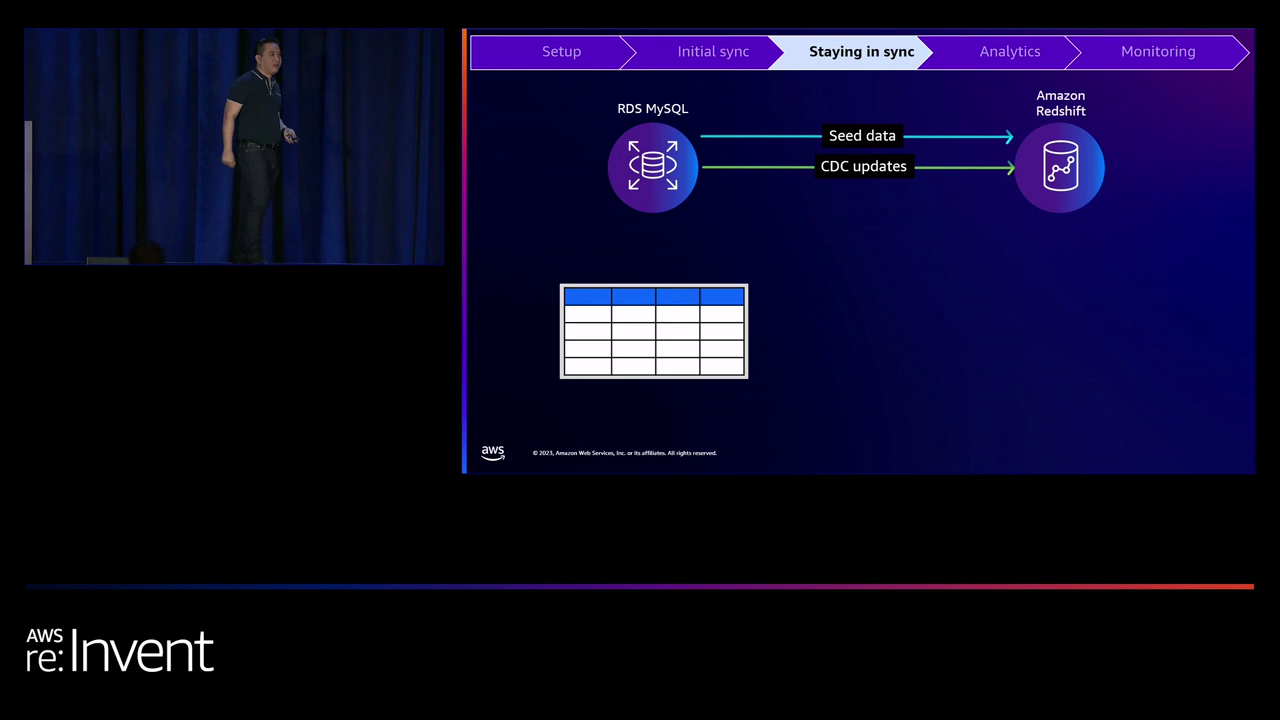 Setup
Initial sync
Staying in sync
Analytics
Monitoring
RDS MySQL
Amazon
Redshift
Seed data
CDC updates
aws
© 2023, Amazon Web Services, Inc. or its affiliates. All rights reserved.
AWS
re:Invent